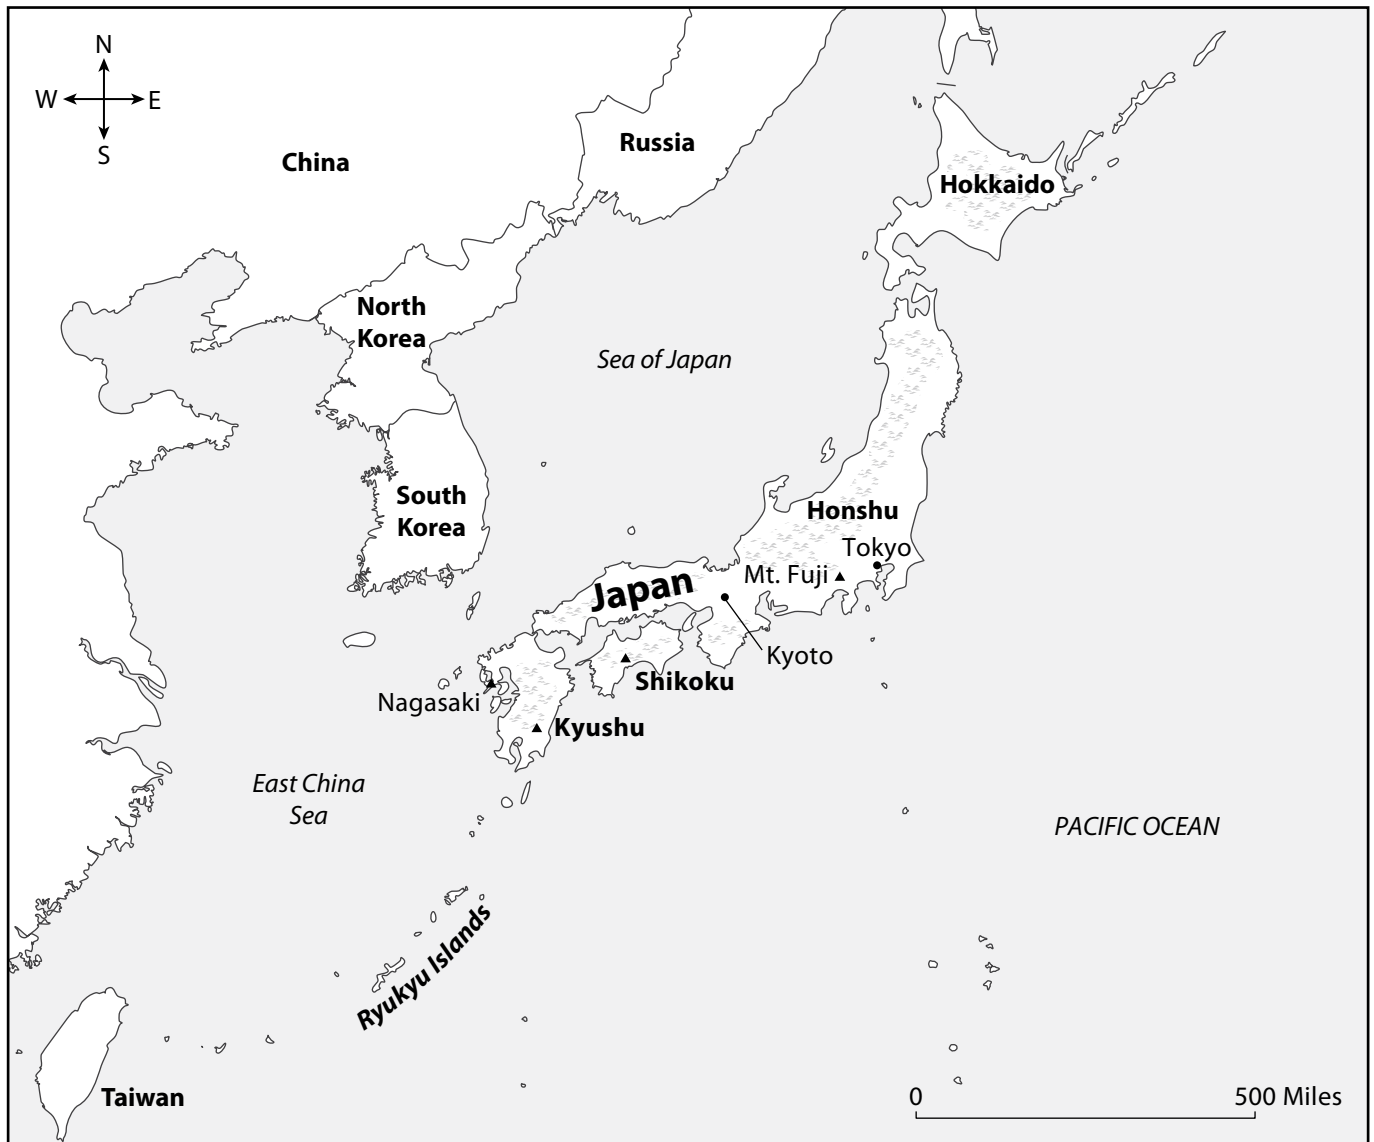 N
W E
S
China
Russia
Hokkaido
North
Korea
Sea of Japan
South
Korea
Honshu
Tokyo
Mt. Fuji
Japan
Kyoto
Shikoku
Nagasaki
Kyushu
East China
Sea
PACIFIC OCEAN
Ryukyu Islands
Taiwan
0 500 Miles